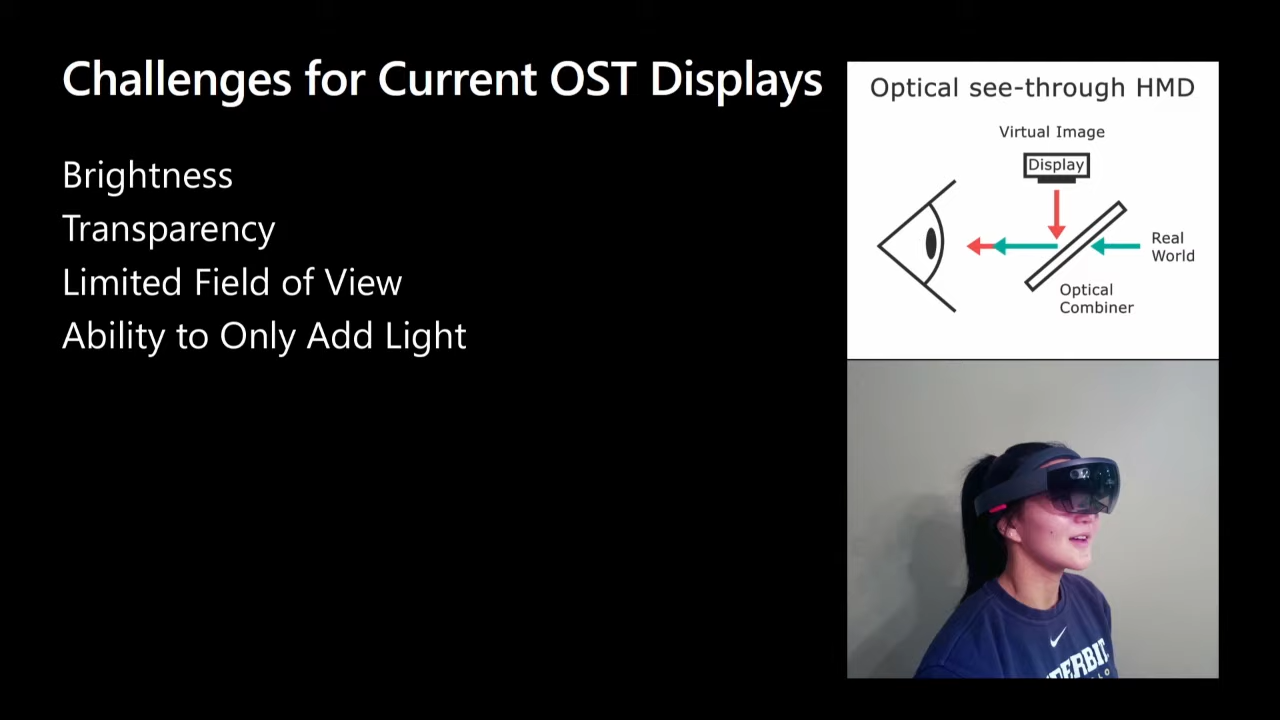 Challenges for Current OST Displays
Brightness
Transparency
Limited Field of View
Ability to Only Add Light
Optical see-through HMD
Virtual Image
Display
Real
World
Optical
Combiner